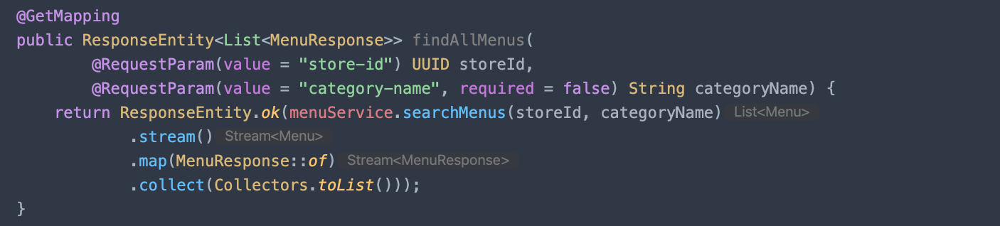 @GetMapping
public ResponseEntity<List<MenuResponse>> findAllMenus(
        @RequestParam(value = "store-id") UUID storeId,
        @RequestParam(value = "category-name", required = false) String categoryName) {
    return ResponseEntity.ok(menuService.searchMenus(storeId, categoryName) List<Menu>
            .stream() Stream<Menu>
            .map(MenuResponse::of) Stream<MenuResponse>
            .collect(Collectors.toList()));
}